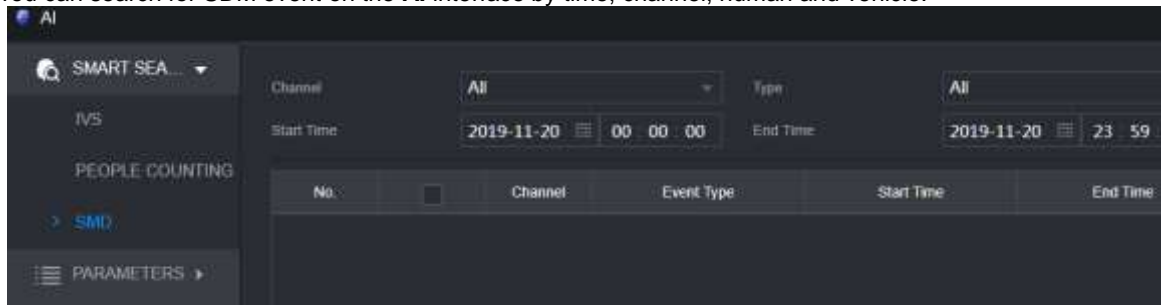 AI
SMART SEA...
Channel All Type All
IVS
Start Time 2019-11-20 00 00 00 End Time 2019-11-20 23 59
PEOPLE COUNTING
No. Channel Event Type Start Time End Time
SMD
PARAMETERS